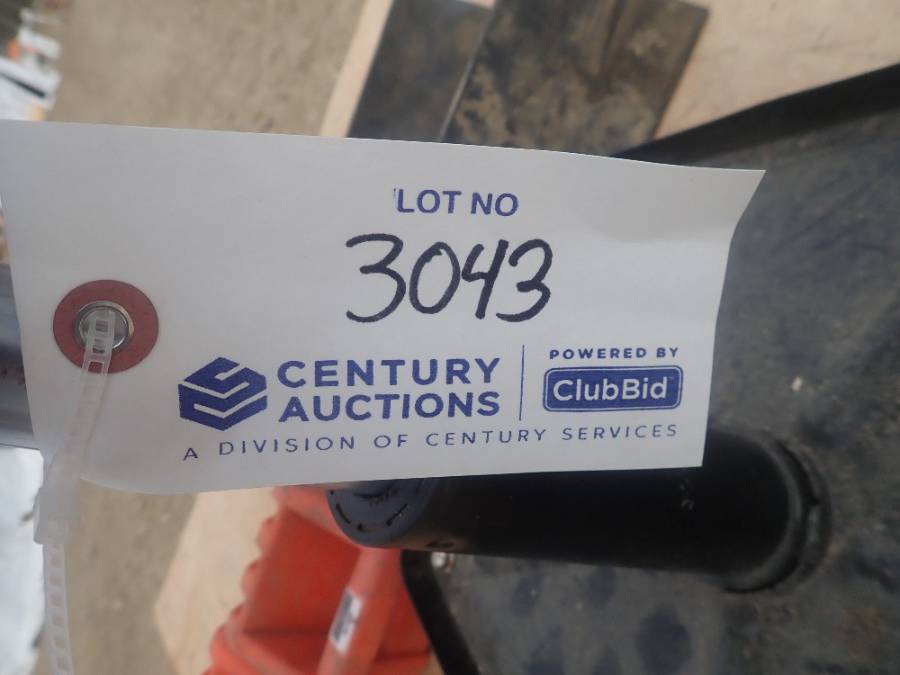 LOT NO
3043
CENTURY
AUCTIONS
POWERED BY
ClubBid
A DIVISION OF CENTURY SERVICES